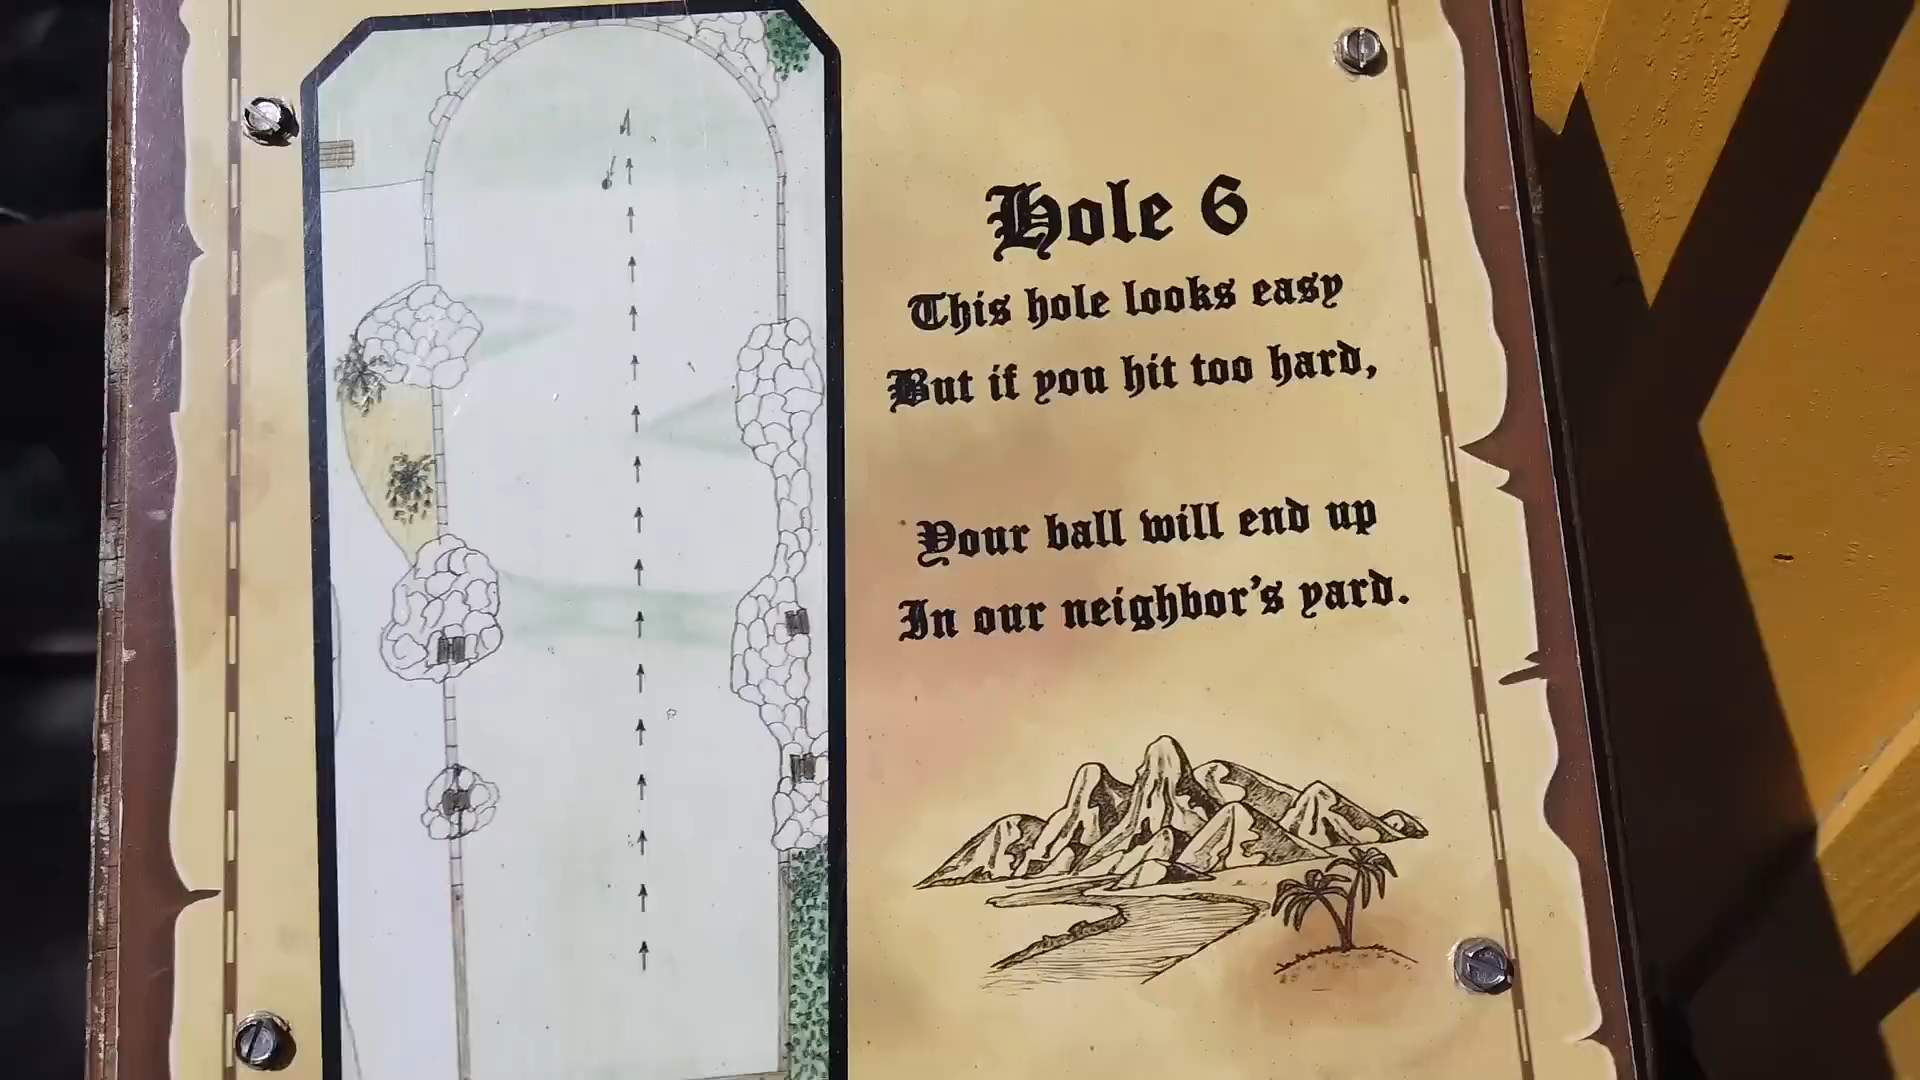 Hole 6
This hole looks easy
But if you hit too hard,
Your ball will end up
In our neighbor's yard.